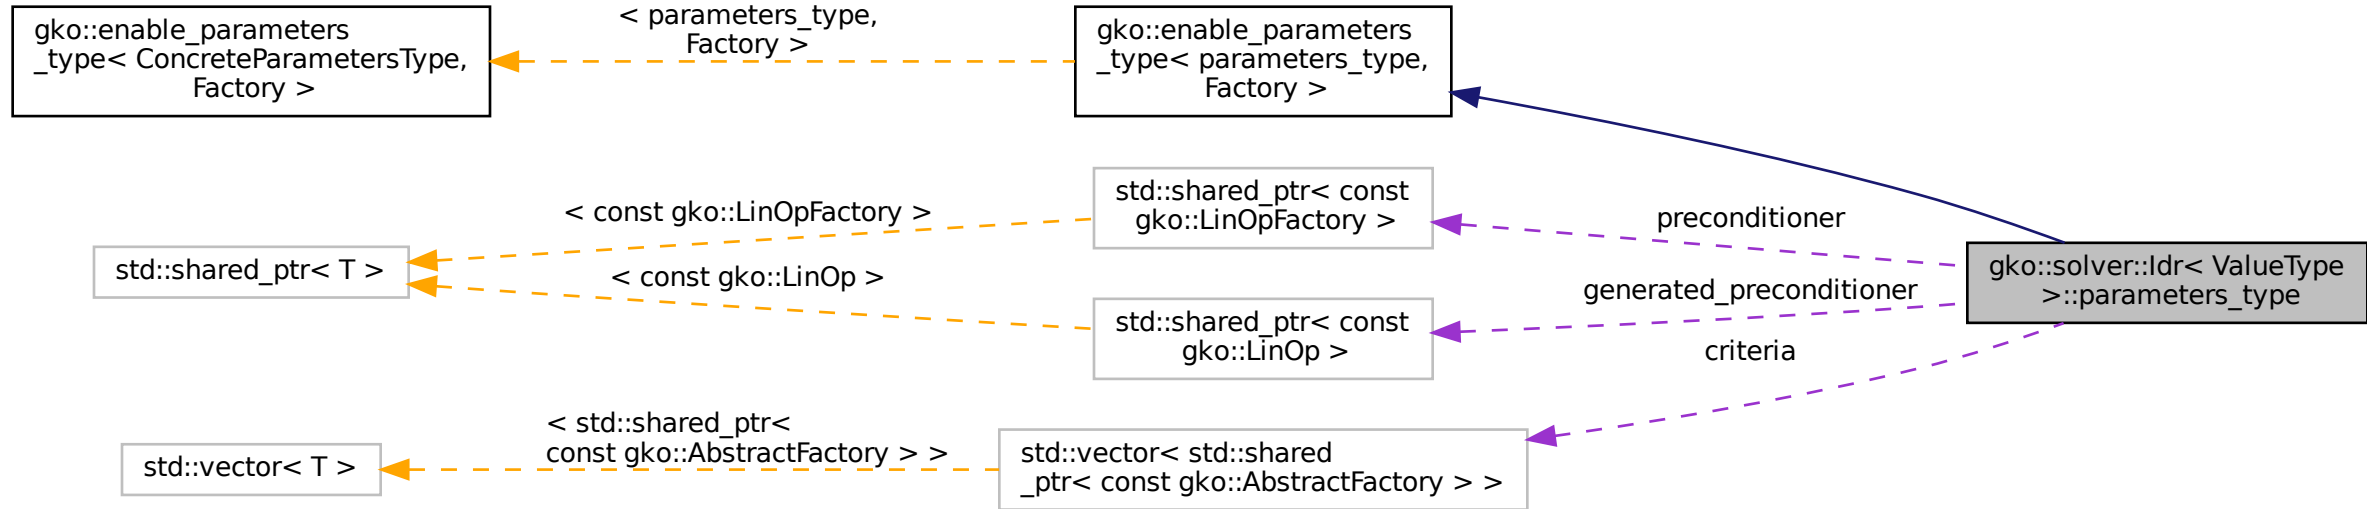 gko::enable_parameters
_type< ConcreteParametersType,
Factory >
< parameters_type,
Factory >
gko::enable_parameters
_type< parameters_type,
Factory >
std::shared_ptr< T >
< const gko::LinOpFactory >
< const gko::LinOp >
std::shared_ptr< const
gko::LinOpFactory >
std::shared_ptr< const
gko::LinOp >
preconditioner
generated_preconditioner
criteria
gko::solver::Idr< ValueType
>::parameters_type
std::vector< T >
< std::shared_ptr<
const gko::AbstractFactory > >
std::vector< std::shared
_ptr< const gko::AbstractFactory > >